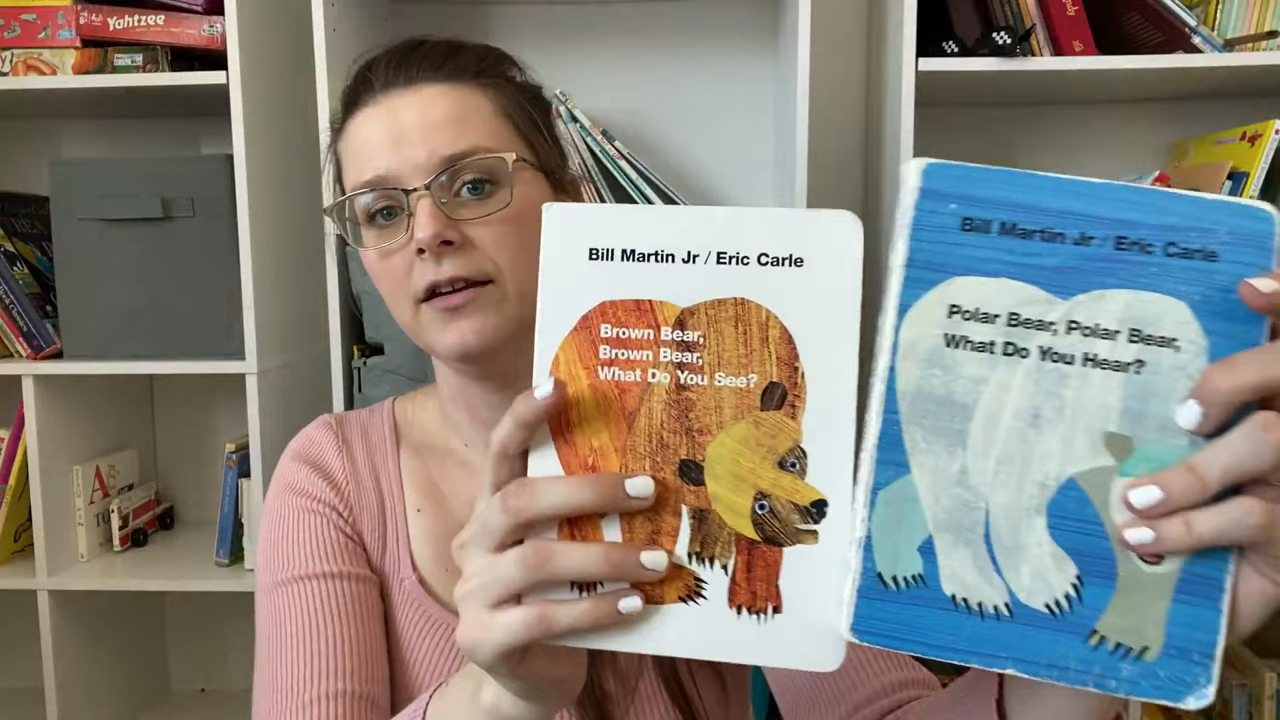 Yahtzee
Bill Martin Jr / Eric Carle
Brown Bear,
Brown Bear,
What Do You See?
Bill Martin Jr / Eric Carle
Polar Bear, Polar Bear,
What Do You Hear?